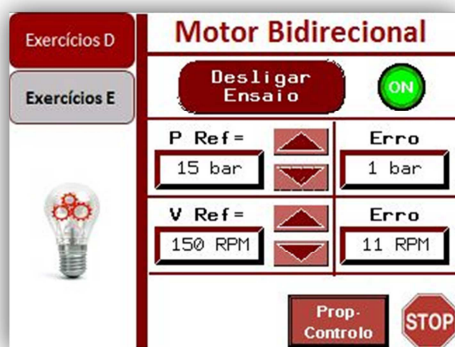 Exercícios D
Exercícios E
Motor Bidirecional
Desligar
Ensaio
ON
P Ref=
Erro
15 bar
1 bar
V Ref=
Erro
150 RPM
11 RPM
Prop-
Controlo
STOP